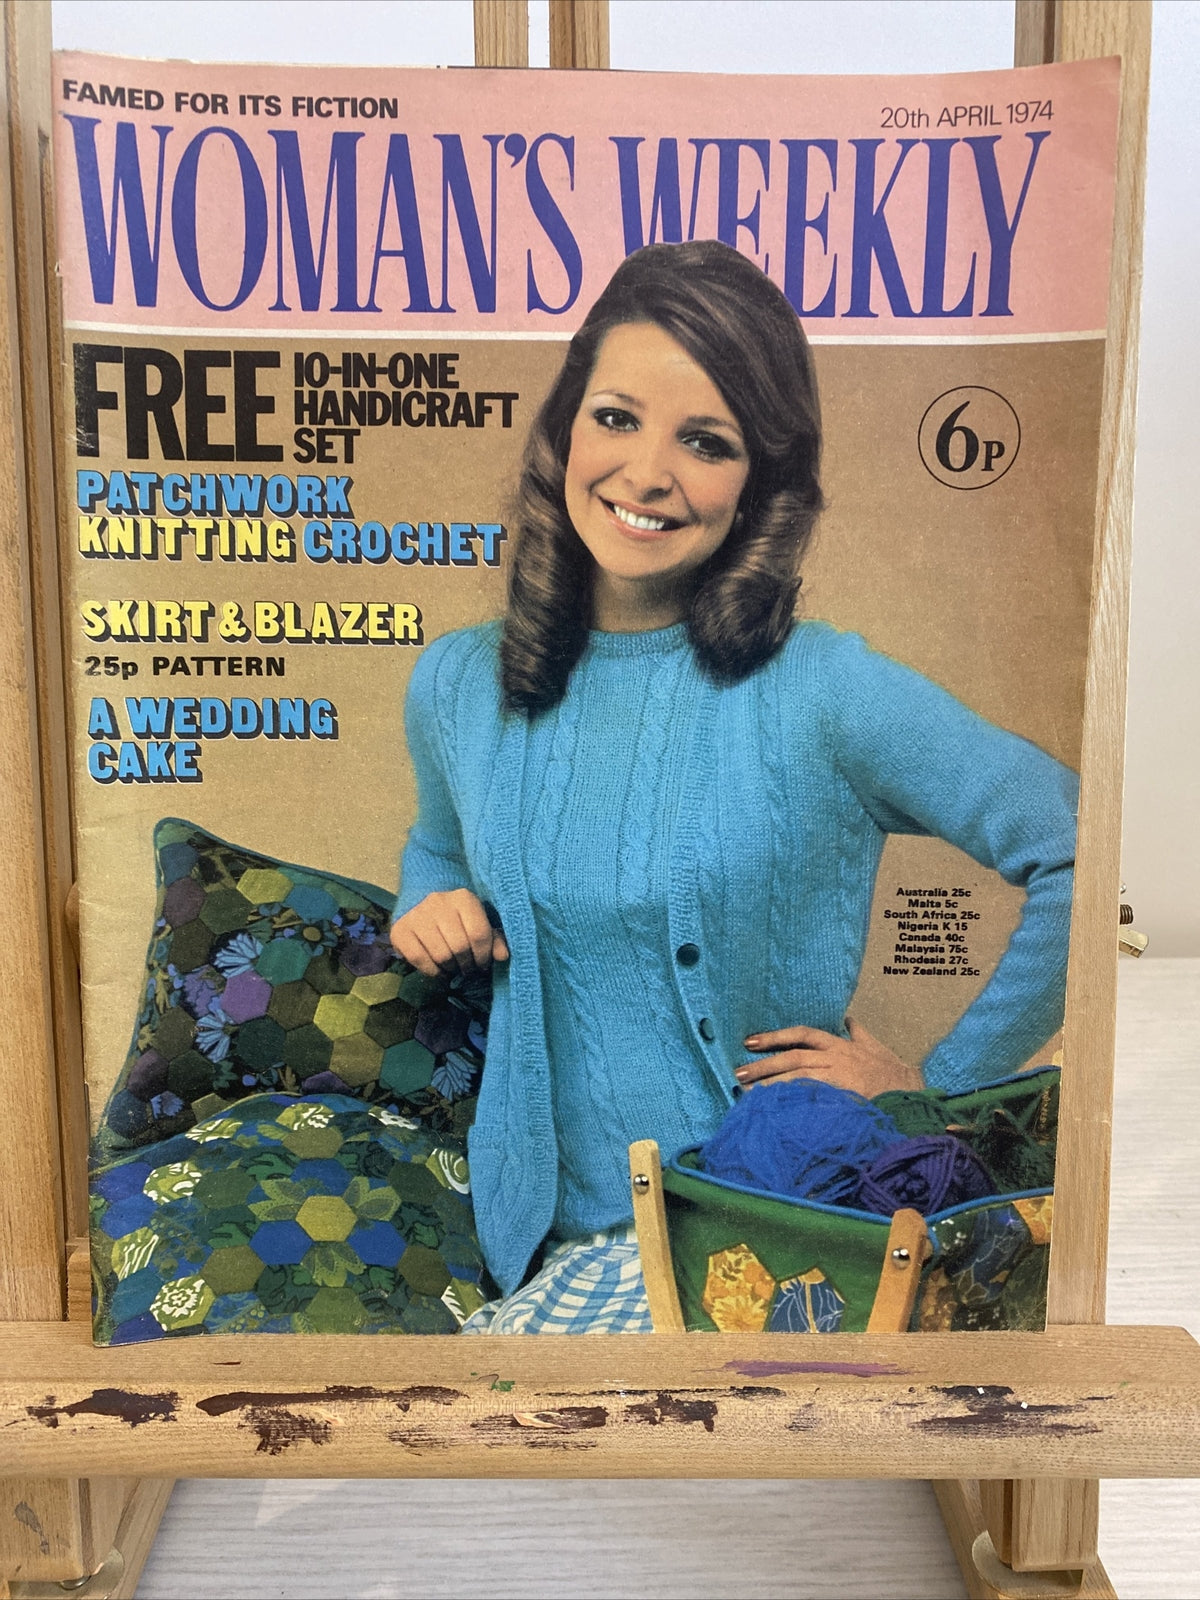 FAMED FOR ITS FICTION
20th APRIL 1974
WOMAN'S WEEKLY
FREE
10-IN-ONE
HANDICRAFT
SET
PATCHWORK
KNITTING CROCHET
SKIRT & BLAZER
25p PATTERN
A WEDDING
CAKE
6P
Australia 25c
Malta 5c
South Africa 25c
Nigeria K 15
Canada 40c
Malaysia 75c
Rhodesia 27c
New Zealand 25c